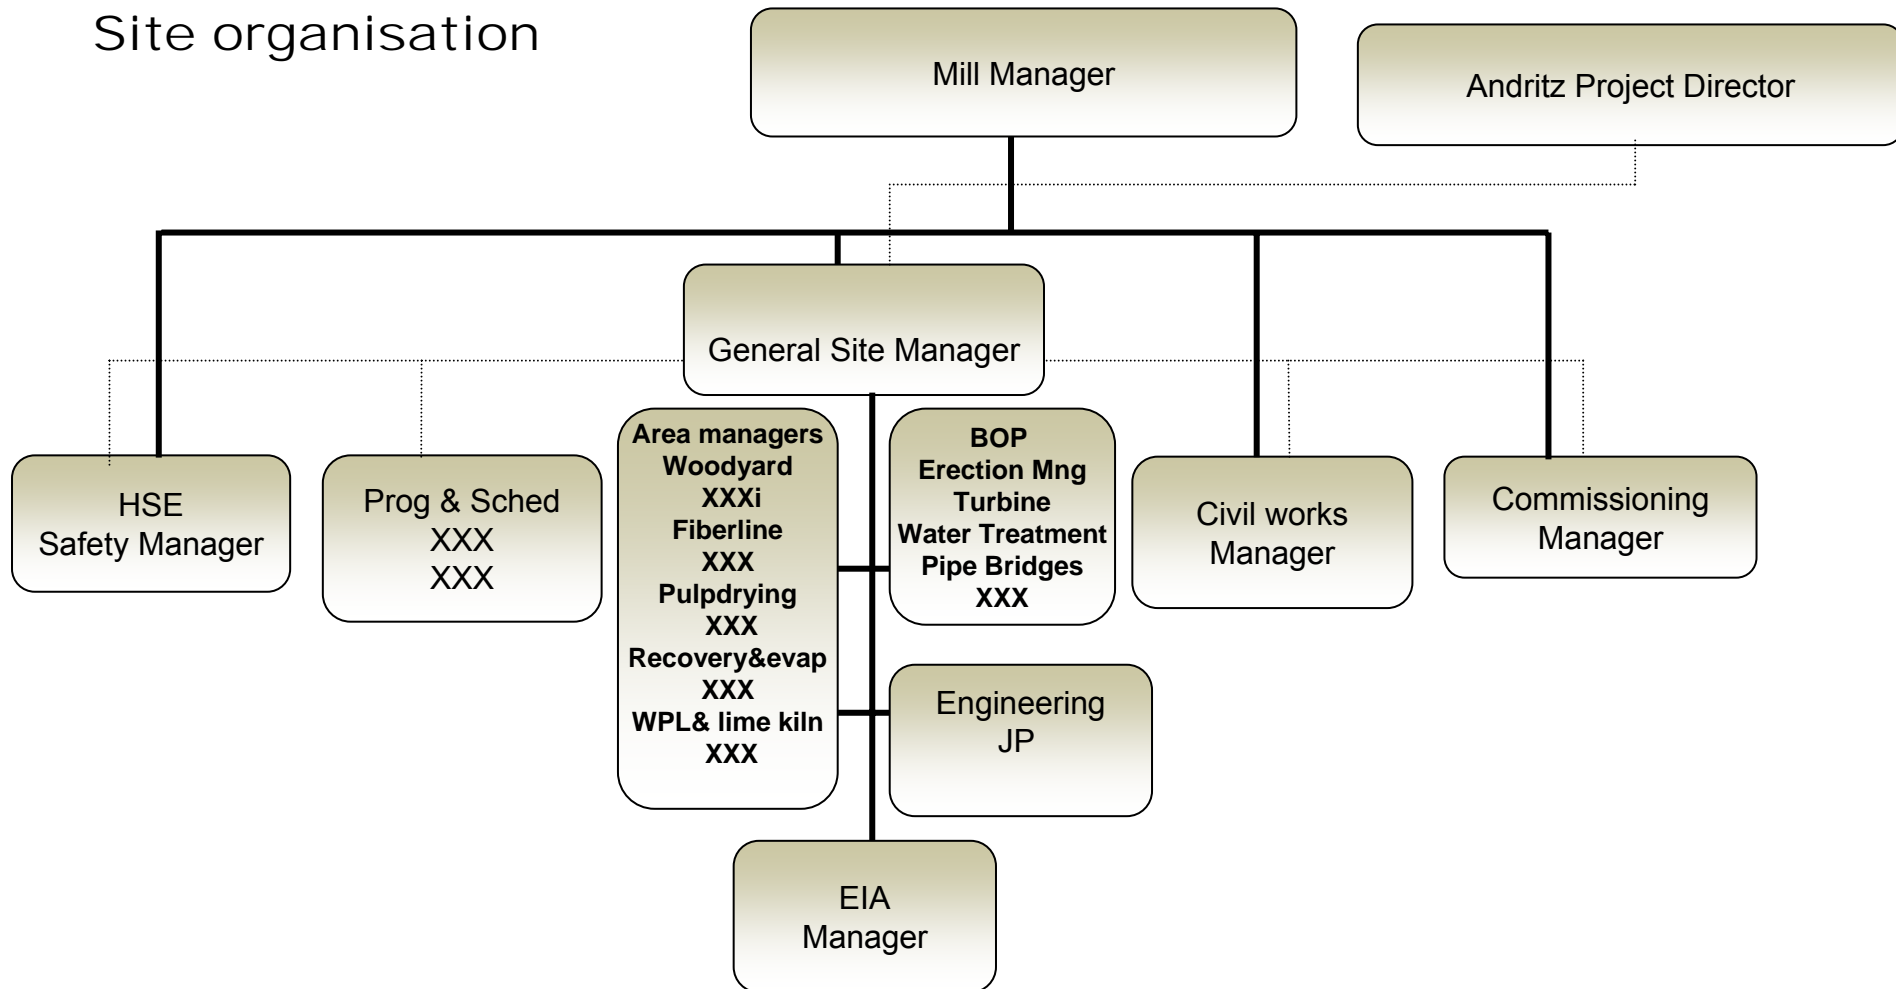 Site organisation
Mill Manager
Andritz Project Director
General Site Manager
HSE
Safety Manager
Prog & Sched
XXX
XXX
Area managers
Woodyard
XXXi
Fiberline
XXX
Pulpdrying
XXX
Recovery&evap
XXX
WPL& lime kiln
XXX
BOP
Erection Mng
Turbine
Water Treatment
Pipe Bridges
XXX
Civil works
Manager
Commissioning
Manager
Engineering
JP
EIA
Manager